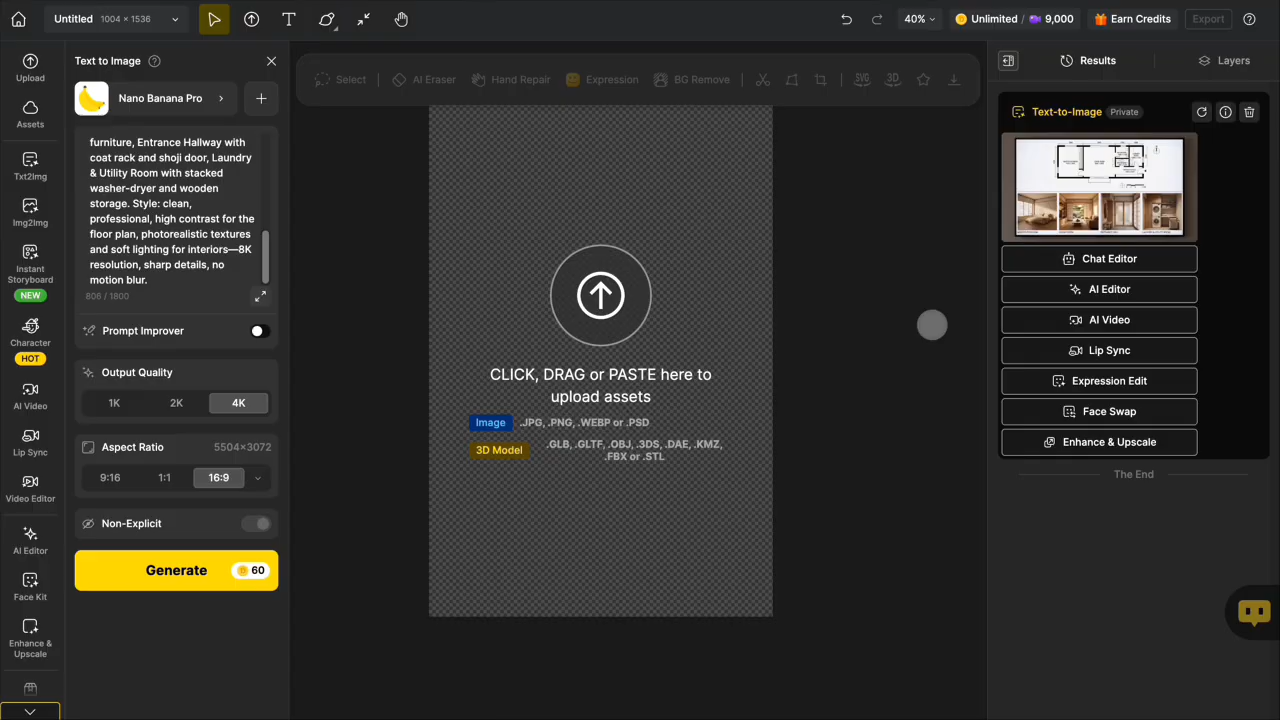 Untitled 1004 × 1536
40%
Unlimited / 9,000
Earn Credits
Export
Upload
Assets
Txt2Img
Img2Img
Instant
Storyboard
NEW
Character
HOT
AI Video
Lip Sync
Video Editor
AI Editor
Face Kit
Enhance &
Upscale
Text to Image
Nano Banana Pro
furniture, Entrance Hallway with
coat rack and shoji door, Laundry
& Utility Room with stacked
washer-dryer and wooden
storage. Style: clean,
professional, high contrast for the
floor plan, photorealistic textures
and soft lighting for interiors—8K
resolution, sharp details, no
motion blur.
806 / 1800
Prompt Improver
Output Quality
1K 2K 4K
Aspect Ratio 5504×3072
9:16 1:1 16:9
Non-Explicit
Generate 60
Select AI Eraser Hand Repair Expression BG Remove SVG 3D
CLICK, DRAG or PASTE here to
upload assets
Image .JPG, .PNG, .WEBP or .PSD
3D Model .GLB, .GLTF, .OBJ, .3DS, .DAE, .KMZ,
.FBX or .STL
Results Layers
Text-to-Image Private
Chat Editor
AI Editor
AI Video
Lip Sync
Expression Edit
Face Swap
Enhance & Upscale
The End